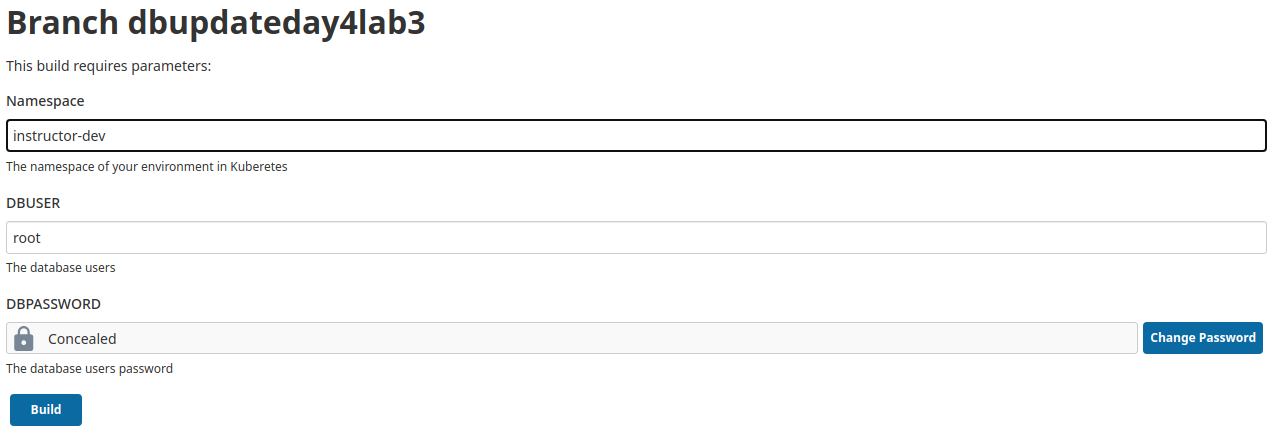 Branch dbupdateday4lab3
This build requires parameters:
Namespace
instructor-dev
The namespace of your environment in Kuberetes
DBUSER
root
The database users
DBPASSWORD
Concealed
Change Password
The database users password
Build